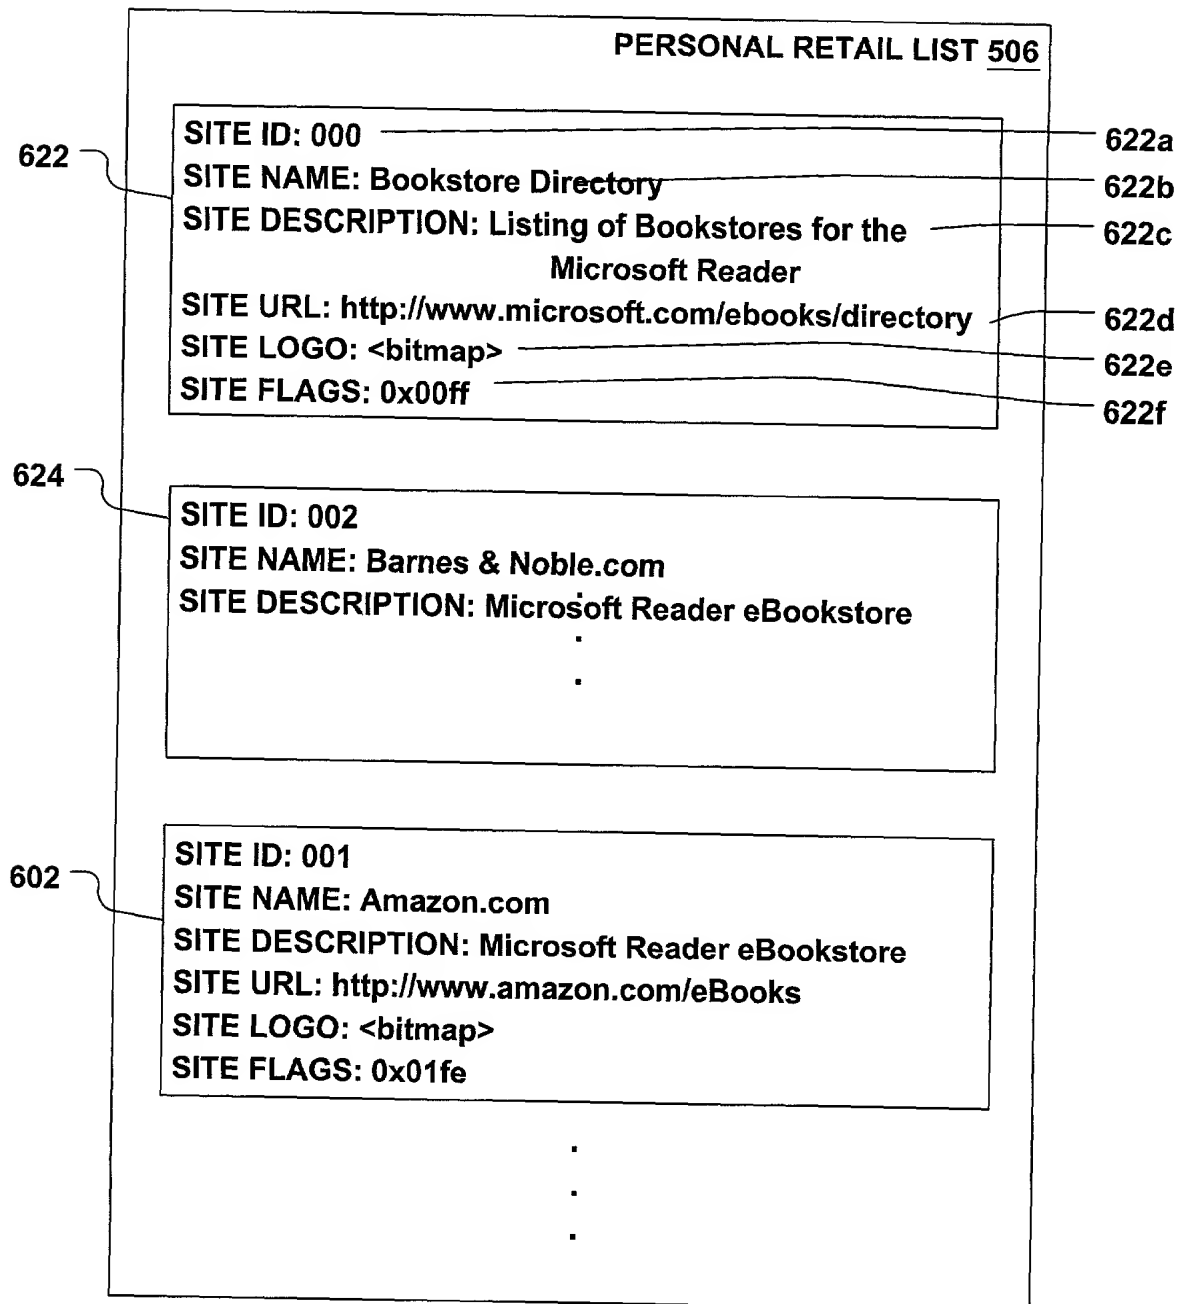 PERSONAL RETAIL LIST 506
622
SITE ID: 000
622a
SITE NAME: Bookstore Directory
622b
SITE DESCRIPTION: Listing of Bookstores for the
622c
Microsoft Reader
SITE URL: http://www.microsoft.com/ebooks/directory
622d
SITE LOGO: <bitmap>
622e
SITE FLAGS: 0x00ff
622f
624
SITE ID: 002
SITE NAME: Barnes & Noble.com
SITE DESCRIPTION: Microsoft Reader eBookstore
.
.
.
602
SITE ID: 001
SITE NAME: Amazon.com
SITE DESCRIPTION: Microsoft Reader eBookstore
SITE URL: http://www.amazon.com/eBooks
SITE LOGO: <bitmap>
SITE FLAGS: 0x01fe
.
.
.